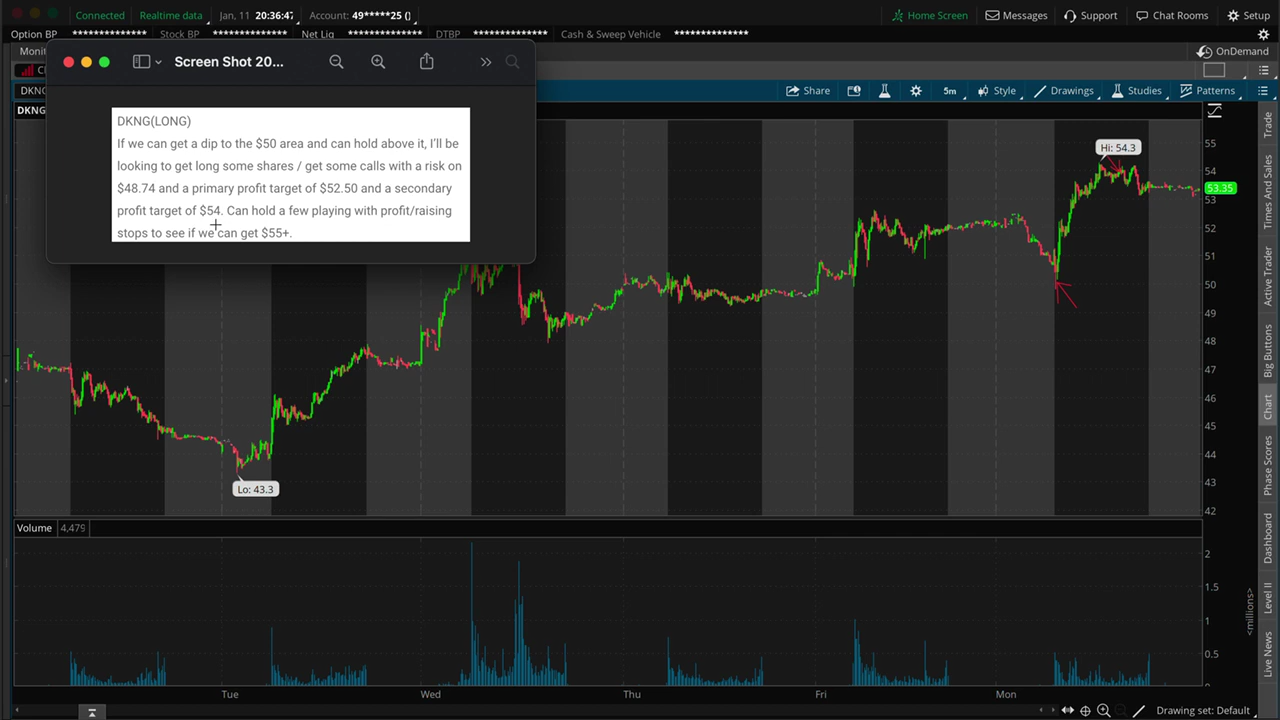 Connected
Realtime data
Jan, 11 20:36:47
Account: 49*****25 ()
Home Screen
Messages
Support
Chat Rooms
Setup
Option BP **************
Stock BP **************
Net Liq **************
DTBP **************
Cash & Sweep Vehicle **************
Moni
OnDemand
Screen Shot 20...
DKNG
Share
5m
Style
Drawings
Studies
Patterns
DKNG
DKNG(LONG)
If we can get a dip to the $50 area and can hold above it, I'll be
looking to get long some shares / get some calls with a risk on
$48.74 and a primary profit target of $52.50 and a secondary
profit target of $54. Can hold a few playing with profit/raising
stops to see if we can get $55+.
Hi: 54.3
Lo: 43.3
55
54
53.35
53
52
51
50
49
48
47
46
45
44
43
42
Volume
4,479
2
1.5
1
0.5
<millions>
Tue
Wed
Thu
Fri
Mon
Trade
Times And Sales
Active Trader
Big Buttons
Chart
Phase Scores
Dashboard
Level II
Live News
Drawing set: Default